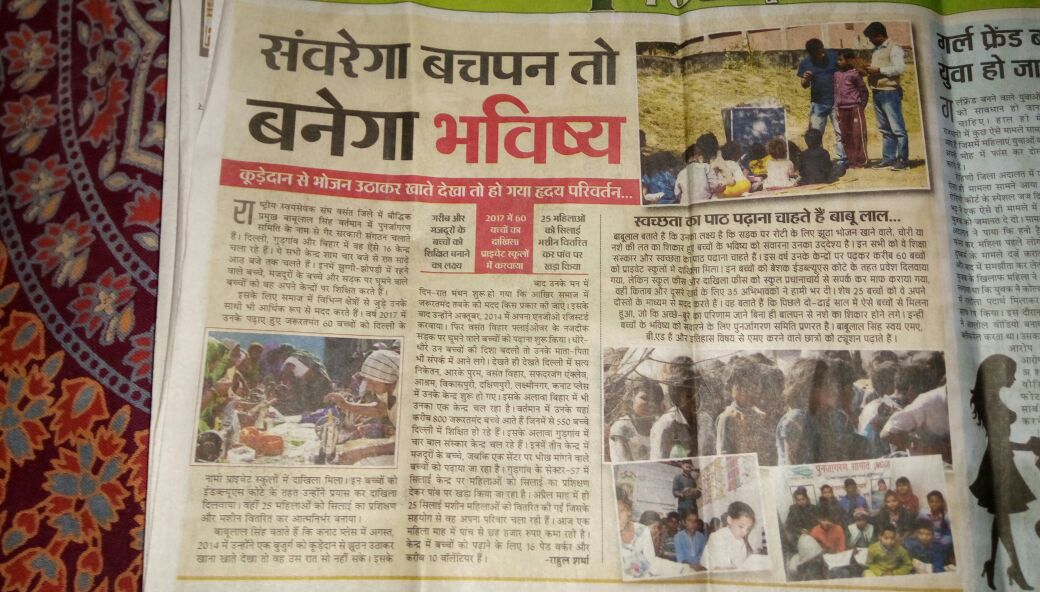 संवरेगा बचपन तो
बनेगा भविष्य
कूड़ेदान से भोजन उठाकर खाते देखा तो हो गया हृदय परिवर्तन...
राष्ट्रीय स्वयसेवक संघ वसंत जिले में बौद्धिक
प्रमुख बाबूलाल सिंह वर्तमान में पुनर्जागरण
समिति के नाम से गैर सरकारी संगठन चलाते
हैं। दिल्ली, गुड़गांव और बिहार में वह ऐसे 16 केन्द्र
चला रहे हैं। ये सभी केन्द्र शाम चार बजे से रात साढ़े
आठ बजे तक चलते हैं। इनमें झुग्गी-झोपड़ी में रहने
वाले बच्चे, मजदूरों के बच्चे और सड़क पर घूमने
वाले बच्चों को वह अपने केन्द्रों पर शिक्षित करते हैं।
इसके लिए समाज में विभिन्न क्षेत्रों से जुड़े उनके
साथी भी आर्थिक रूप से मदद करते हैं। वर्ष 2017 में
उनके पढ़ाए हुए जरूरतमंद 60 बच्चों को दिल्ली के
नामी प्राइवेट स्कूलों में दाखिला मिला। इन बच्चों को
ईडब्ल्यूएस कोटे के तहत उन्होंने प्रयास कर दाखिला
दिलवाया। वहीं 25 महिलाओं को सिलाई का प्रशिक्षण
और मशीन वितरित कर आत्मनिर्भर बनाया।
बाबूलाल सिंह बताते हैं कि कनाट प्लेस में अगस्त,
2014 में उन्होंने एक बुजुर्ग को कूड़ेदान से झूठन उठाकर
खाना खाते देखा तो वह उस रात सो नहीं सके। इसके
गरीब और
मजदूरों के
बच्चों को
शिक्षित बनाने
का लक्ष्य
2017 में 60
बच्चों का
दाखिला
प्राइवेट स्कूलों
में करवाया
25 महिलाओं
को सिलाई
मशीन वितरित
कर पांव पर
खड़ा किया
बाद उनके मन में
दिन-रात मंथन शुरू हो गया कि आखिर समाज में
जरूरतमंद तबके की मदद किस प्रकार की जाए। इसके
बाद उन्होंने अक्तूबर, 2014 में अपना एनजीओ रजिस्टर्ड
करवाया। फिर वसंत विहार फ्लाईओवर के नजदीक
सड़क पर घूमने वाले बच्चों को पढ़ाना शुरू किया। धीरे-
धीरे उन बच्चों की दिशा बदली तो उनके माता-पिता
भी संपर्क में आने लगे। देखते ही देखते दिल्ली में सत्य
निकेतन, आरके पुरम, वसंत विहार, सफदरजंग एंक्लेव,
आश्रम, विकासपुरी, दक्षिणपुरी, लक्ष्मीनगर, कनाट प्लेस
में उनके केन्द्र शुरू हो गए। इसके अलावा बिहार में भी
उनका एक केन्द्र चल रहा है। वर्तमान में उनके यहां
करीब 800 जरूरतमंद बच्चे आते हैं जिनमें से 550 बच्चे
दिल्ली में शिक्षित हो रहे हैं। इसके अलावा गुड़गांव में
चार बाल संस्कार केन्द्र चल रहे हैं। इनमें तीन केन्द्र में
मजदूरों के बच्चे, जबकि एक सेंटर पर भीख मांगने वाले
बच्चों को पढ़ाया जा रहा है। गुड़गांव के सेक्टर-57 में
सिलाई केन्द्र पर महिलाओं को सिलाई का प्रशिक्षण
देकर पांव पर खड़ा किया जा रहा है। अप्रैल माह में ही
25 सिलाई मशीन महिलाओं को वितरित की गईं जिसके
सहयोग से वह अपना परिवार चला रही हैं। आज एक
महिला माह में पांच से छह हजार रुपए कमा रही है।
केन्द्र में बच्चों को पढ़ाने के लिए 16 पेड वर्कर और
करीब 10 वॉलंटियर हैं। -राहुल शर्मा
स्वच्छता का पाठ पढ़ाना चाहते हैं बाबू लाल...
बाबूलाल बताते हैं कि उनका लक्ष्य है कि सड़क पर रोटी के लिए झूठा भोजन खाने वाले, चोरी या
नशे की लत का शिकार हुए बच्चों के भविष्य को संवारना उनका उद्देश्य है। इन सभी को वे शिक्षा
संस्कार और स्वच्छता का पाठ पढ़ाना चाहते हैं। इस वर्ष उनके केन्द्रों पर पढ़कर करीब 60 बच्चों
को प्राइवेट स्कूलों में दाखिला मिला। इन बच्चों को बेशक ईडब्ल्यूएस कोटे के तहत प्रवेश दिलवाया
गया, लेकिन स्कूल फीस और दाखिला फीस को स्कूल प्रधानाचार्य से सपर्क कर माफ कराया गया,
वहीं किताब और दूसरे खर्च के लिए 35 अभिभावकों ने हामी भर दी। शेष 25 बच्चों को वे अपने
दोस्तों के माध्यम से मदद करते हैं। वह बताते हैं कि पिछले दो-ढाई साल में ऐसे बच्चों से मिलना
हुआ, जो कि अच्छे-बुरे का परिणाम जाने बिना ही बालपन से नशे का शिकार होने लगे। इन्हीं
बच्चों के भविष्य को संवारने के लिए पुनर्जागरण समिति प्रणरत है। बाबूलाल सिंह स्वयं एमए,
बी.एड हैं और इतिहास विषय से एमए करने वाले छात्रों को ट्यूशन पढ़ाते हैं।
गर्ल फ्रेंड
युवा हो जा